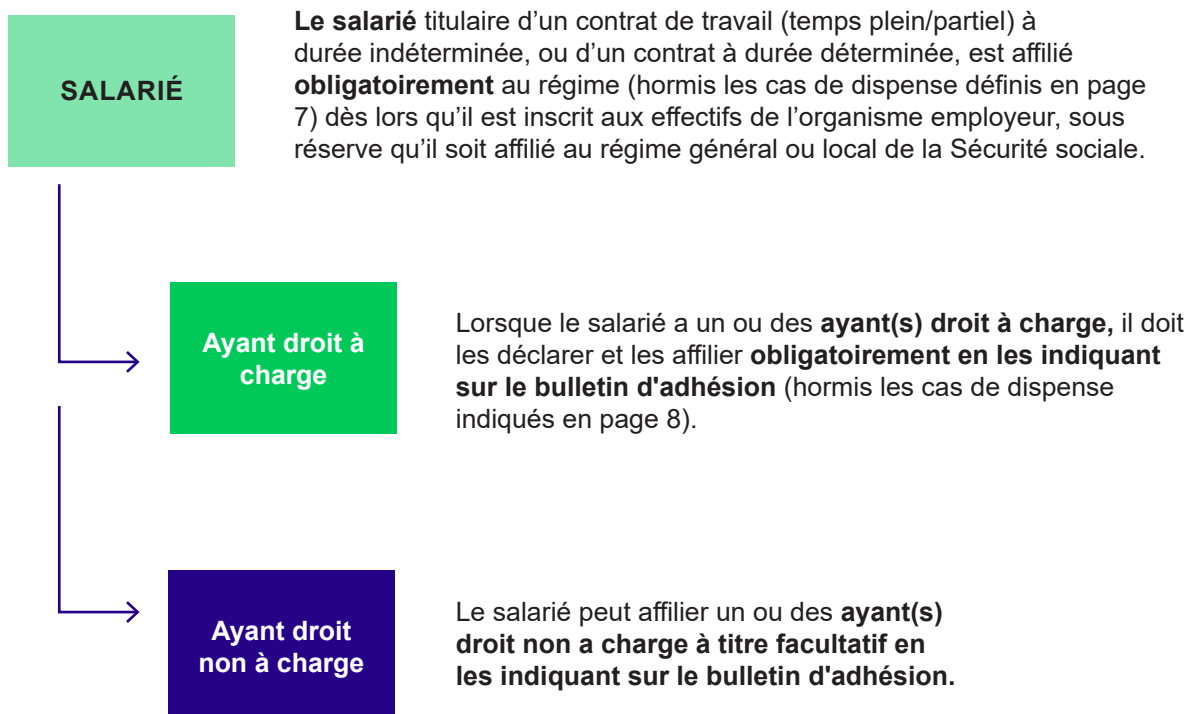 SALARIÉ
Le salarié titulaire d’un contrat de travail (temps plein/partiel) à
durée indéterminée, ou d’un contrat à durée déterminée, est affilié
obligatoirement au régime (hormis les cas de dispense définis en page
7) dès lors qu’il est inscrit aux effectifs de l’organisme employeur, sous
réserve qu’il soit affilié au régime général ou local de la Sécurité sociale.
Ayant droit à
charge
Lorsque le salarié a un ou des ayant(s) droit à charge, il doit
les déclarer et les affilier obligatoirement en les indiquant
sur le bulletin d'adhésion (hormis les cas de dispense
indiqués en page 8).
Ayant droit
non à charge
Le salarié peut affilier un ou des ayant(s)
droit non a charge à titre facultatif en
les indiquant sur le bulletin d'adhésion.